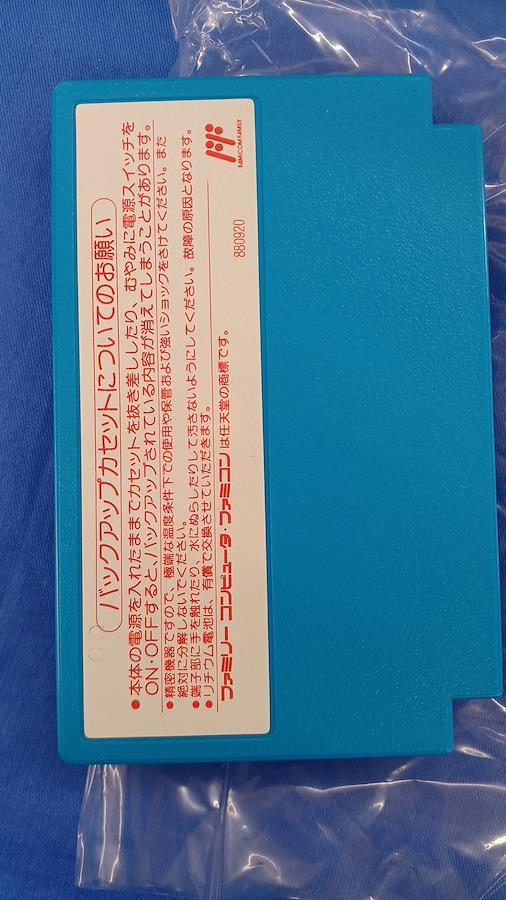 バックアップカセットについてのお願い
●本体の電源を入れたままでカセットを抜き差ししたり、むやみに電源スイッチを
ON・OFFすると、バックアップされている内容が消えてしまうことがあります。
●精密機器ですので、極端な温度条件下での使用や保管および強いショックをさけてください。また
絶対に分解しないでください。
●端子部に手を触れたり、水にぬらしたりして汚さないようにしてください。故障の原因となります。
●リチウム電池は、有償で交換させていただきます。
ファミリーコンピュータ・ファミコンは任天堂の商標です。
880920
FAMICOM FAMILY